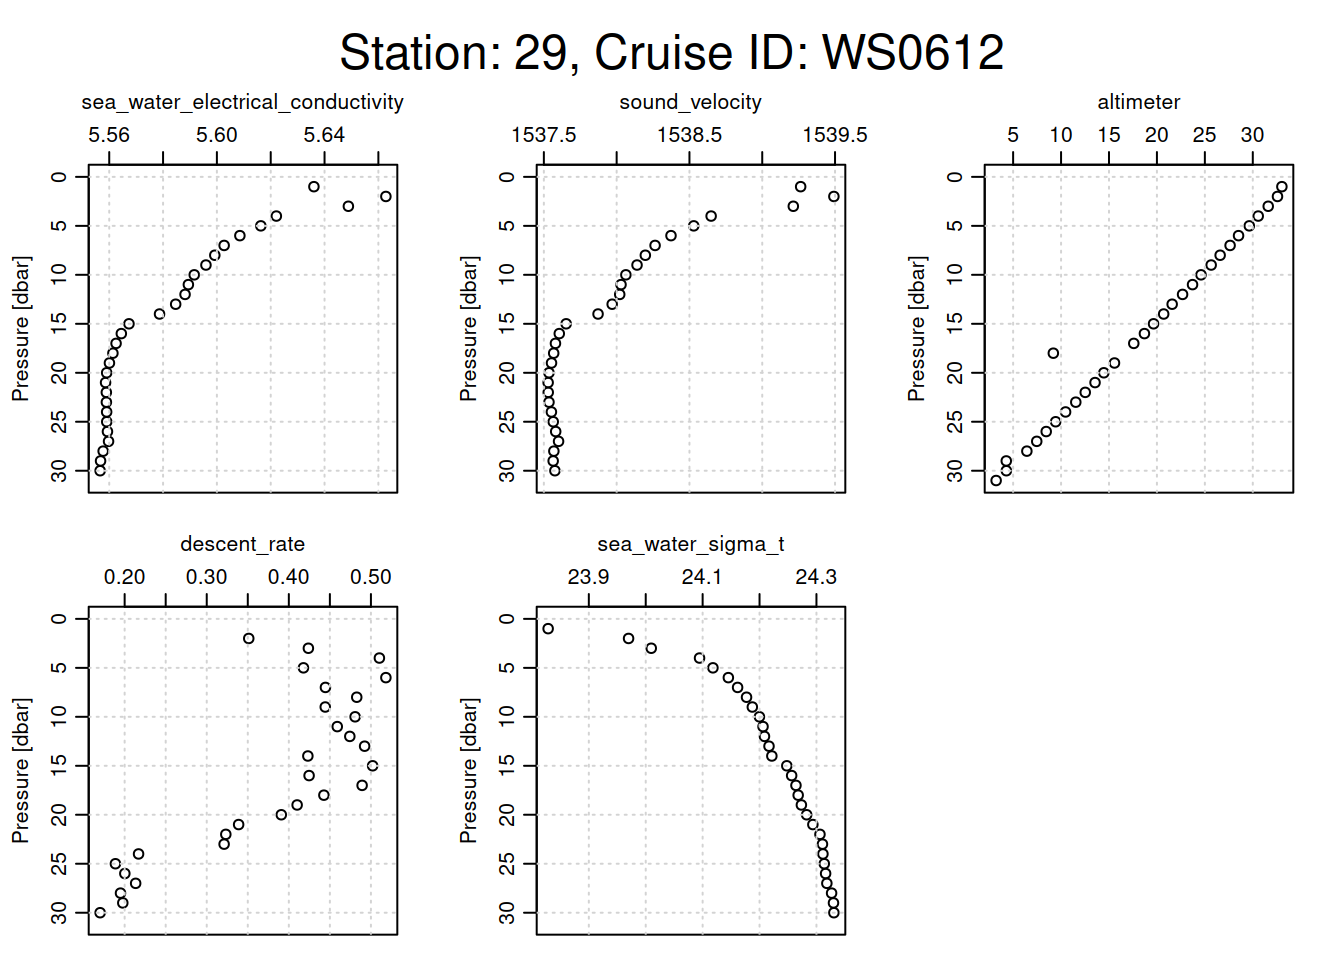 Station: 29, Cruise ID: WS0612
sea_water_electrical_conductivity
5.56 5.60 5.64
0
5
10
15
20
25
30
Pressure [dbar]
sound_velocity
1537.5 1538.5 1539.5
0
5
10
15
20
25
30
Pressure [dbar]
altimeter
5 10 15 20 25 30
0
5
10
15
20
25
30
Pressure [dbar]
descent_rate
0.20 0.30 0.40 0.50
0
5
10
15
20
25
30
Pressure [dbar]
sea_water_sigma_t
23.9 24.1 24.3
0
5
10
15
20
25
30
Pressure [dbar]